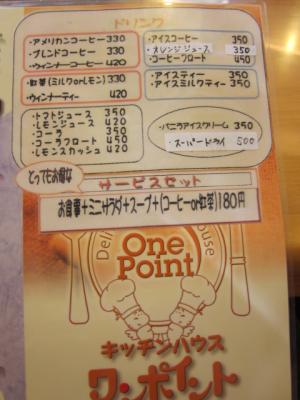 ドリンク
・アメリカンコーヒー 330
・ブレンドコーヒー 330
・ウィンナーコーヒー 420
・アイスコーヒー 350
・オレンジジュース 350
・コーヒーフロート 450
・紅茶(ミルクorレモン) 330
・ウィンナーティー 420
・アイスティー 350
・アイスミルクティー 350
・トマトジュース 350
・レモンジュース 420
・コーラ 350
・コーラフロート 450
・レモンスカッシュ 420
・バニラアイスクリーム 350
・スーパードライ 500
とってもお得な
サービスセット
お食事+ミニサラダ+スープ+(コーヒーor紅茶)180円
One
Point
キッチンハウス
ワンポイント